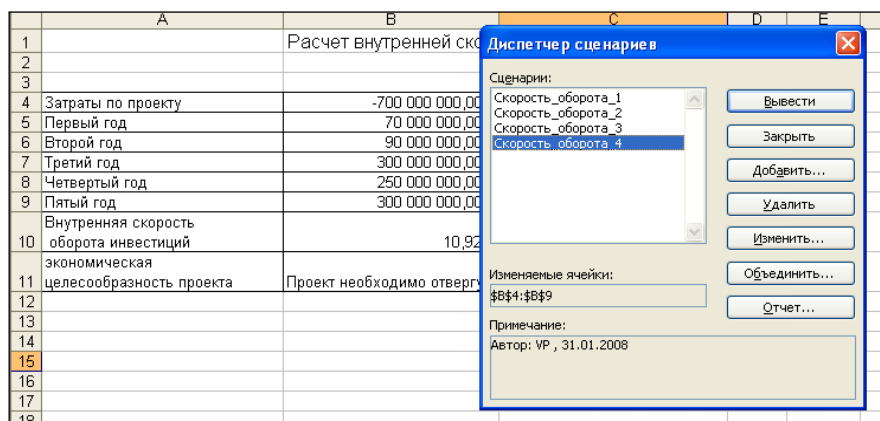 A B C D E
1 Расчет внутренней ско
2
3
4 Затраты по проекту -700 000 000,00
5 Первый год 70 000 000,00
6 Второй год 90 000 000,00
7 Третий год 300 000 000,00
8 Четвертый год 250 000 000,00
9 Пятый год 300 000 000,00
Внутренняя скорость
10 оборота инвестиций 10,92
экономическая
11 целесообразность проекта Проект необходимо отвергу
12
13
14
15
16
17
18
Диспетчер сценариев
Сценарии:
Скорость_оборота_1
Скорость_оборота_2
Скорость_оборота_3
Скорость_оборота_4
Вывести
Закрыть
Добавить...
Удалить
Изменить...
Объединить...
Отчет...
Изменяемые ячейки:
$B$4:$B$9
Примечание:
Автор: VP , 31.01.2008